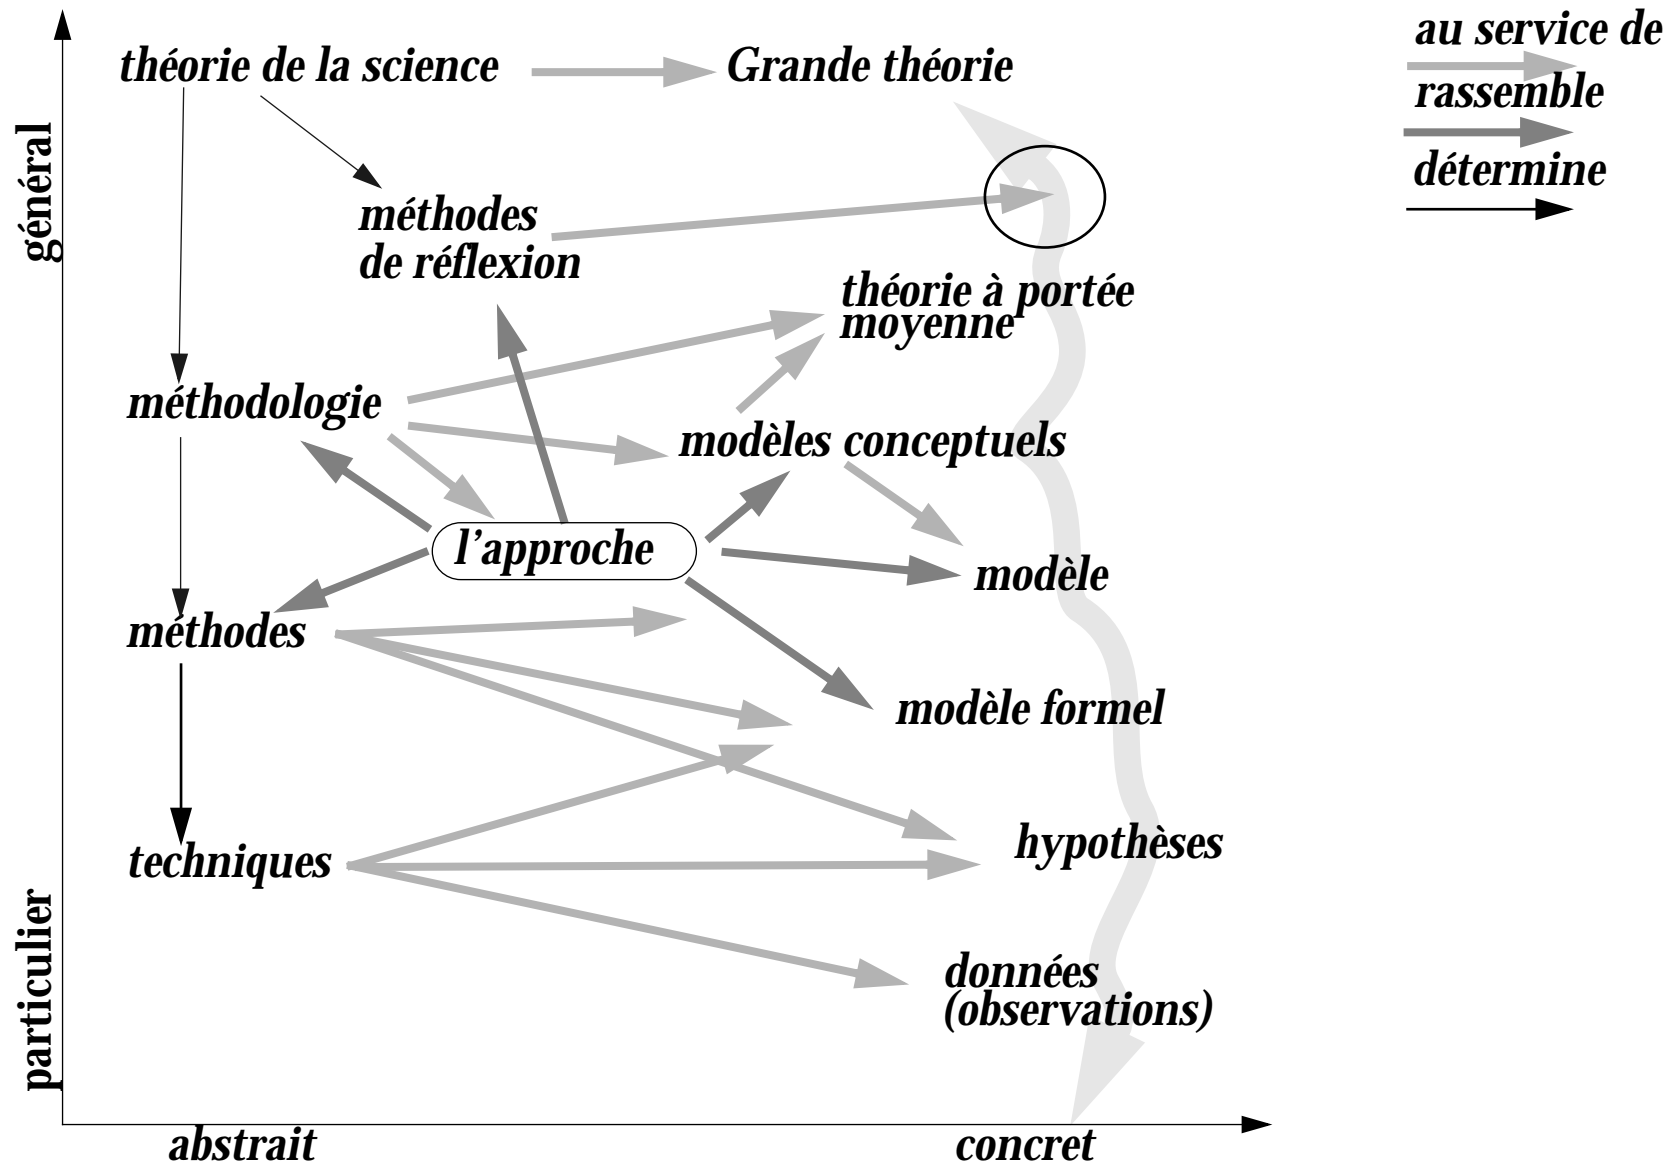 au service de
théorie de la science
Grande théorie
rassemble
détermine
général
méthodes
de réflexion
théorie à portée
moyenne
méthodologie
modèles conceptuels
l'approche
modèle
méthodes
modèle formel
techniques
hypothèses
particulier
données
(observations)
abstrait
concret